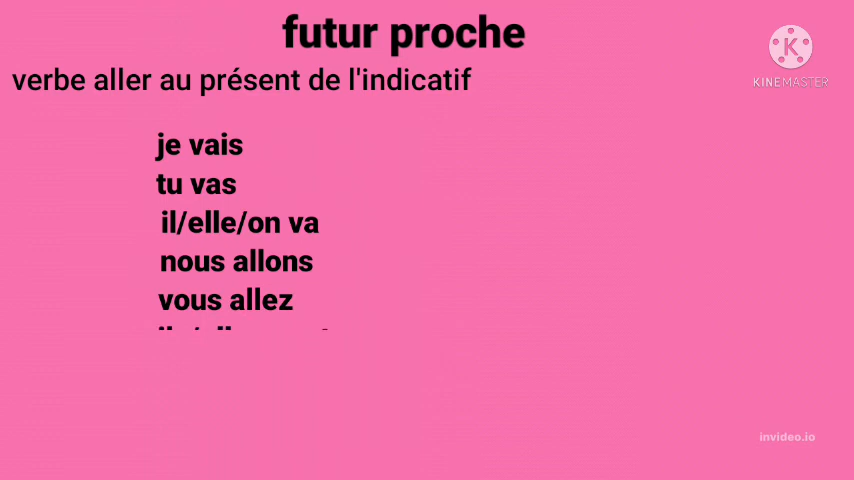 futur proche
KINEMASTER
verbe aller au présent de l'indicatif
je vais
tu vas
il/elle/on va
nous allons
vous allez
invideo.io